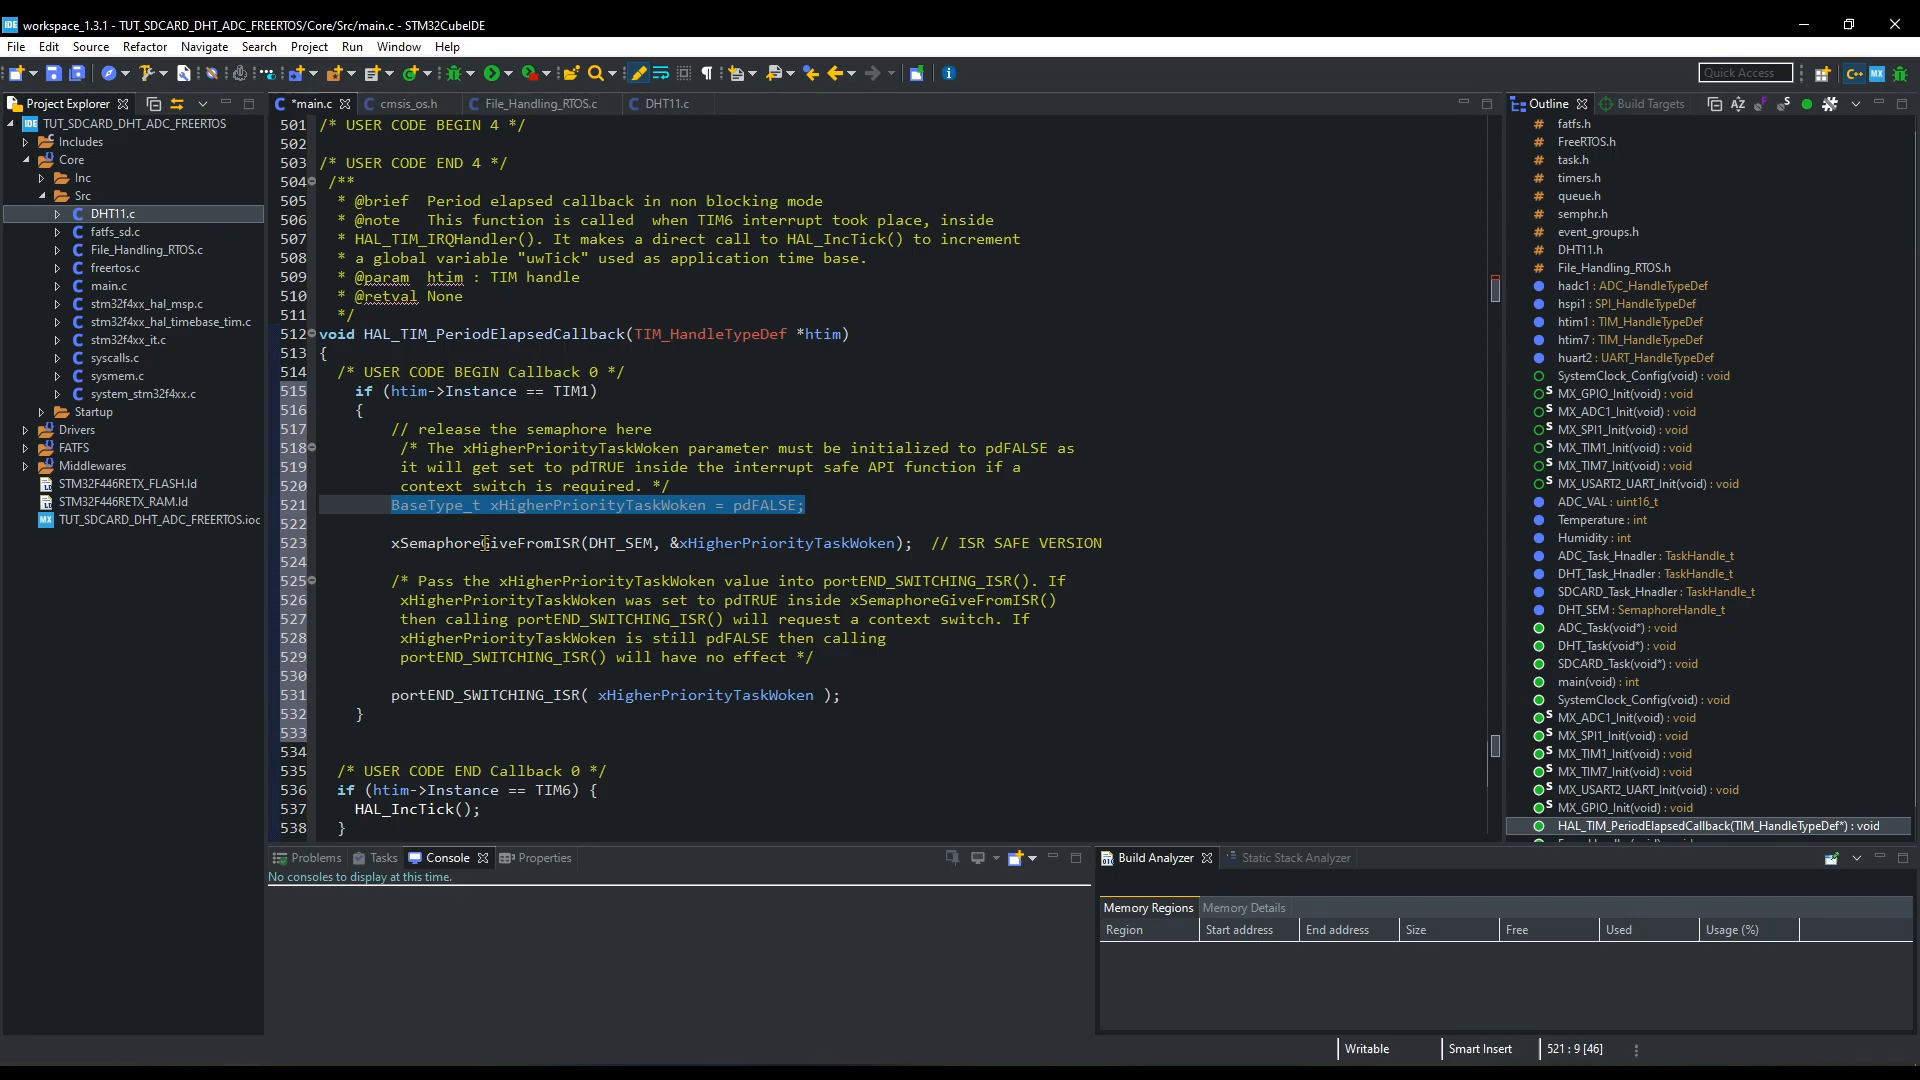 IDE workspace_1.3.1 - TUT_SDCARD_DHT_ADC_FREERTOS/Core/Src/main.c - STM32CubeIDE
File Edit Source Refactor Navigate Search Project Run Window Help
Quick Access
Project Explorer
*main.c cmsis_os.h File_Handling_RTOS.c DHT11.c
Outline Build Targets
IDE TUT_SDCARD_DHT_ADC_FREERTOS
Includes
Core
Inc
Src
DHT11.c
fatfs_sd.c
File_Handling_RTOS.c
freertos.c
main.c
stm32f4xx_hal_msp.c
stm32f4xx_hal_timebase_tim.c
stm32f4xx_it.c
syscalls.c
sysmem.c
system_stm32f4xx.c
Startup
Drivers
FATFS
Middlewares
STM32F446RETX_FLASH.ld
STM32F446RETX_RAM.ld
MX TUT_SDCARD_DHT_ADC_FREERTOS.ioc
501 /* USER CODE BEGIN 4 */
502
503 /* USER CODE END 4 */
504 /**
505 * @brief  Period elapsed callback in non blocking mode
506 * @note   This function is called  when TIM6 interrupt took place, inside
507 * HAL_TIM_IRQHandler(). It makes a direct call to HAL_IncTick() to increment
508 * a global variable "uwTick" used as application time base.
509 * @param  htim : TIM handle
510 * @retval None
511 */
512 void HAL_TIM_PeriodElapsedCallback(TIM_HandleTypeDef *htim)
513 {
514 /* USER CODE BEGIN Callback 0 */
515 if (htim->Instance == TIM1)
516 {
517 // release the semaphore here
518 /* The xHigherPriorityTaskWoken parameter must be initialized to pdFALSE as
519 it will get set to pdTRUE inside the interrupt safe API function if a
520 context switch is required. */
521 BaseType_t xHigherPriorityTaskWoken = pdFALSE;
522
523 xSemaphoreGiveFromISR(DHT_SEM, &xHigherPriorityTaskWoken);  // ISR SAFE VERSION
524
525 /* Pass the xHigherPriorityTaskWoken value into portEND_SWITCHING_ISR(). If
526 xHigherPriorityTaskWoken was set to pdTRUE inside xSemaphoreGiveFromISR()
527 then calling portEND_SWITCHING_ISR() will request a context switch. If
528 xHigherPriorityTaskWoken is still pdFALSE then calling
529 portEND_SWITCHING_ISR() will have no effect */
530
531 portEND_SWITCHING_ISR( xHigherPriorityTaskWoken );
532 }
533
534
535 /* USER CODE END Callback 0 */
536 if (htim->Instance == TIM6) {
537 HAL_IncTick();
538 }
fatfs.h
FreeRTOS.h
task.h
timers.h
queue.h
semphr.h
event_groups.h
DHT11.h
File_Handling_RTOS.h
hadc1 : ADC_HandleTypeDef
hspi1 : SPI_HandleTypeDef
htim1 : TIM_HandleTypeDef
htim7 : TIM_HandleTypeDef
huart2 : UART_HandleTypeDef
SystemClock_Config(void) : void
MX_GPIO_Init(void) : void
MX_ADC1_Init(void) : void
MX_SPI1_Init(void) : void
MX_TIM1_Init(void) : void
MX_TIM7_Init(void) : void
MX_USART2_UART_Init(void) : void
ADC_VAL : uint16_t
Temperature : int
Humidity : int
ADC_Task_Hnadler : TaskHandle_t
DHT_Task_Hnadler : TaskHandle_t
SDCARD_Task_Hnadler : TaskHandle_t
DHT_SEM : SemaphoreHandle_t
ADC_Task(void*) : void
DHT_Task(void*) : void
SDCARD_Task(void*) : void
main(void) : int
SystemClock_Config(void) : void
MX_ADC1_Init(void) : void
MX_SPI1_Init(void) : void
MX_TIM1_Init(void) : void
MX_TIM7_Init(void) : void
MX_USART2_UART_Init(void) : void
MX_GPIO_Init(void) : void
HAL_TIM_PeriodElapsedCallback(TIM_HandleTypeDef*) : void
Problems Tasks Console Properties
No consoles to display at this time.
Build Analyzer Static Stack Analyzer
Memory Regions Memory Details
Region Start address End address Size Free Used Usage (%)
Writable Smart Insert 521 : 9 [46]